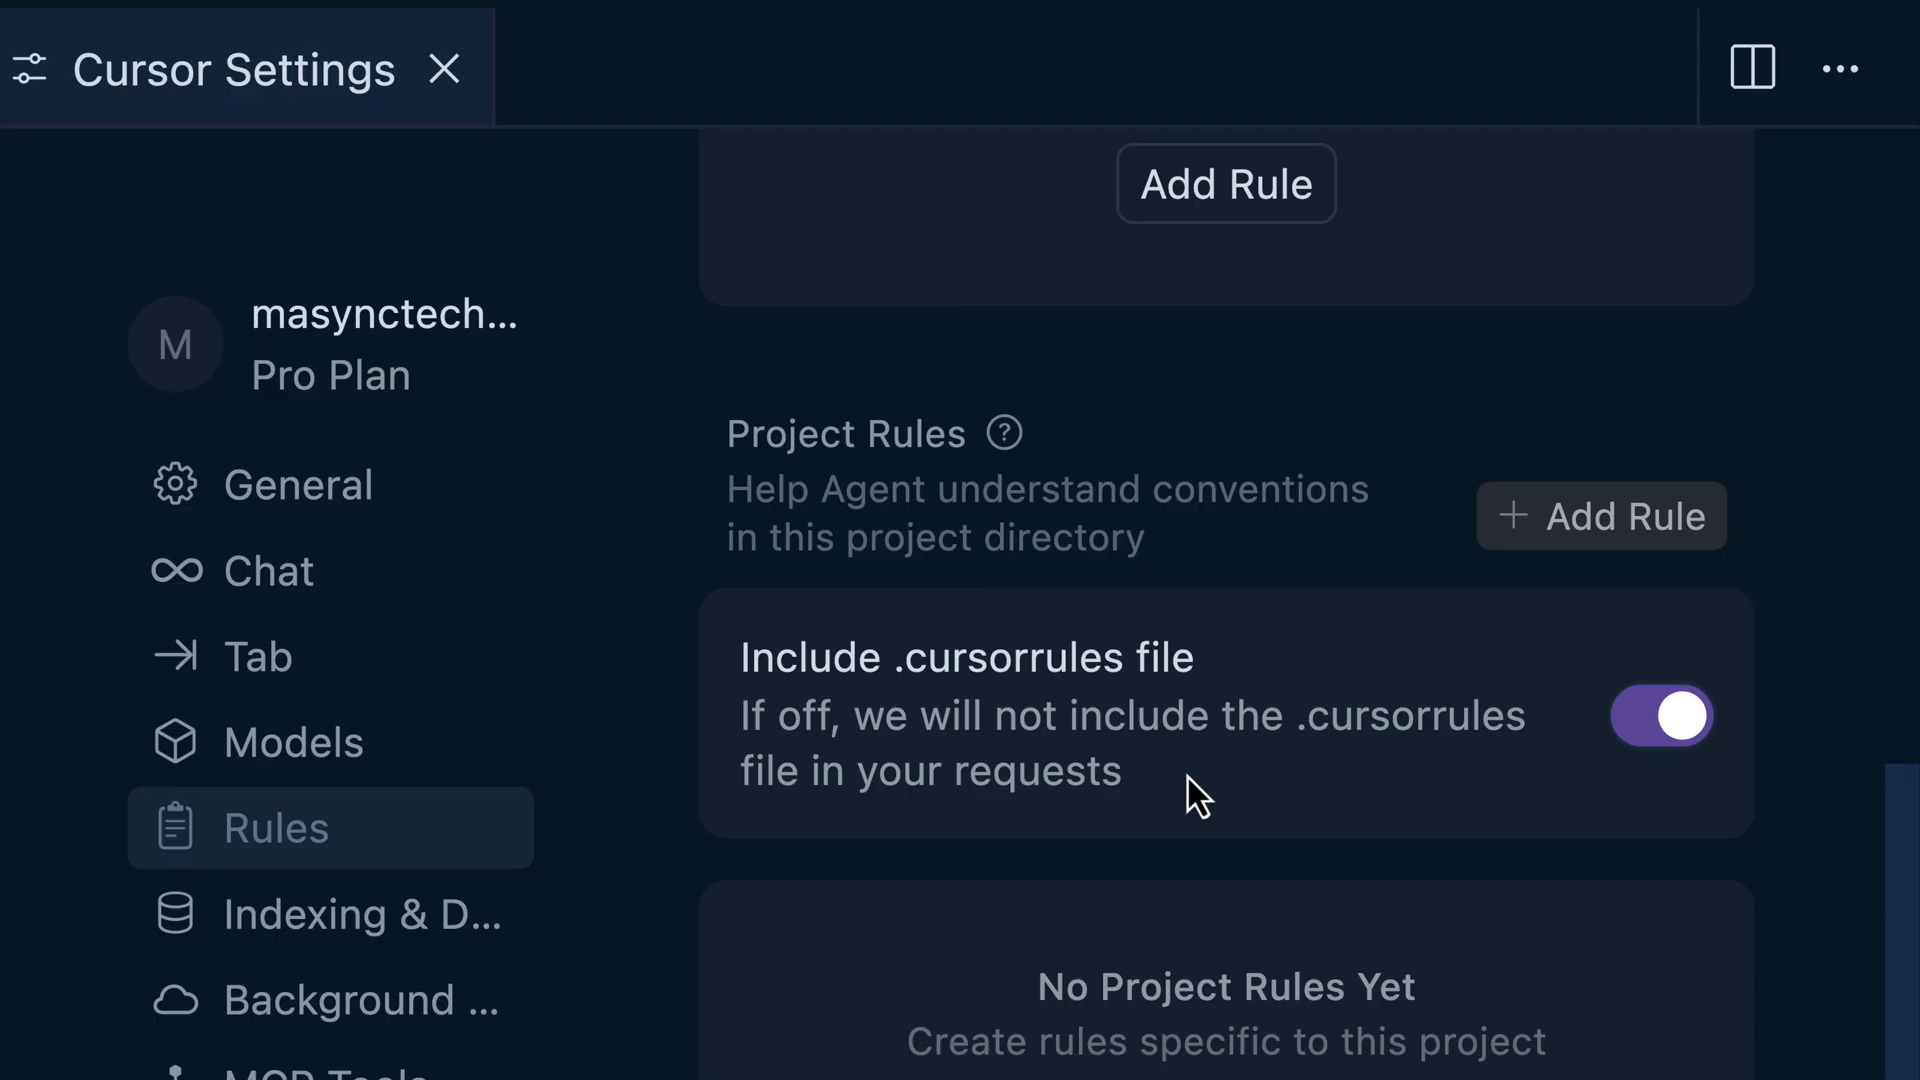 Cursor Settings
Add Rule
M
masynctech...
Pro Plan
General
Chat
Tab
Models
Rules
Indexing & D...
Background ...
MCP Tools
Project Rules
Help Agent understand conventions
in this project directory
Add Rule
Include .cursorrules file
If off, we will not include the .cursorrules
file in your requests
No Project Rules Yet
Create rules specific to this project